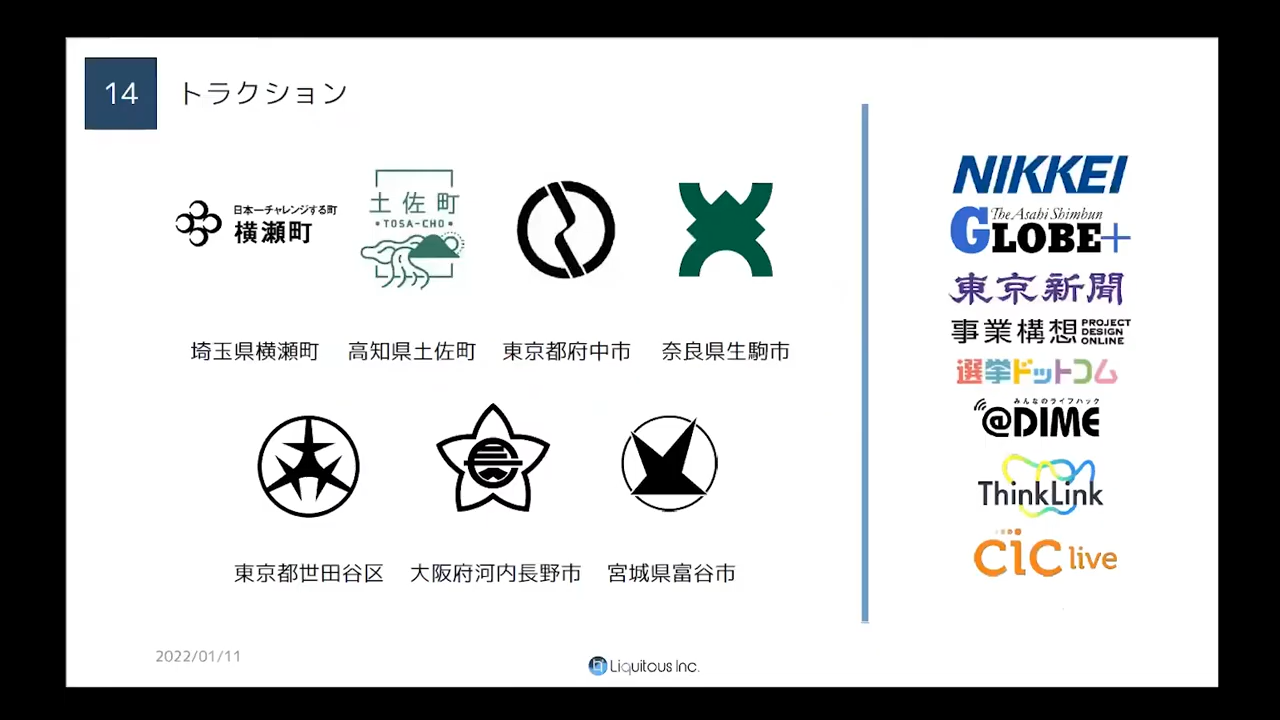 14
トラクション
日本一チャレンジする町
横瀬町
土佐町
・TOSA-CHO・
埼玉県横瀬町
高知県土佐町
東京都府中市
奈良県生駒市
東京都世田谷区
大阪府河内長野市
宮城県富谷市
NIKKEI
The Asahi Shimbun
GLOBE+
東京新聞
事業構想 PROJECT DESIGN ONLINE
選挙ドットコム
みんなのライフハック
@DIME
ThinkLink
CIC live
2022/01/11
Liquitous Inc.